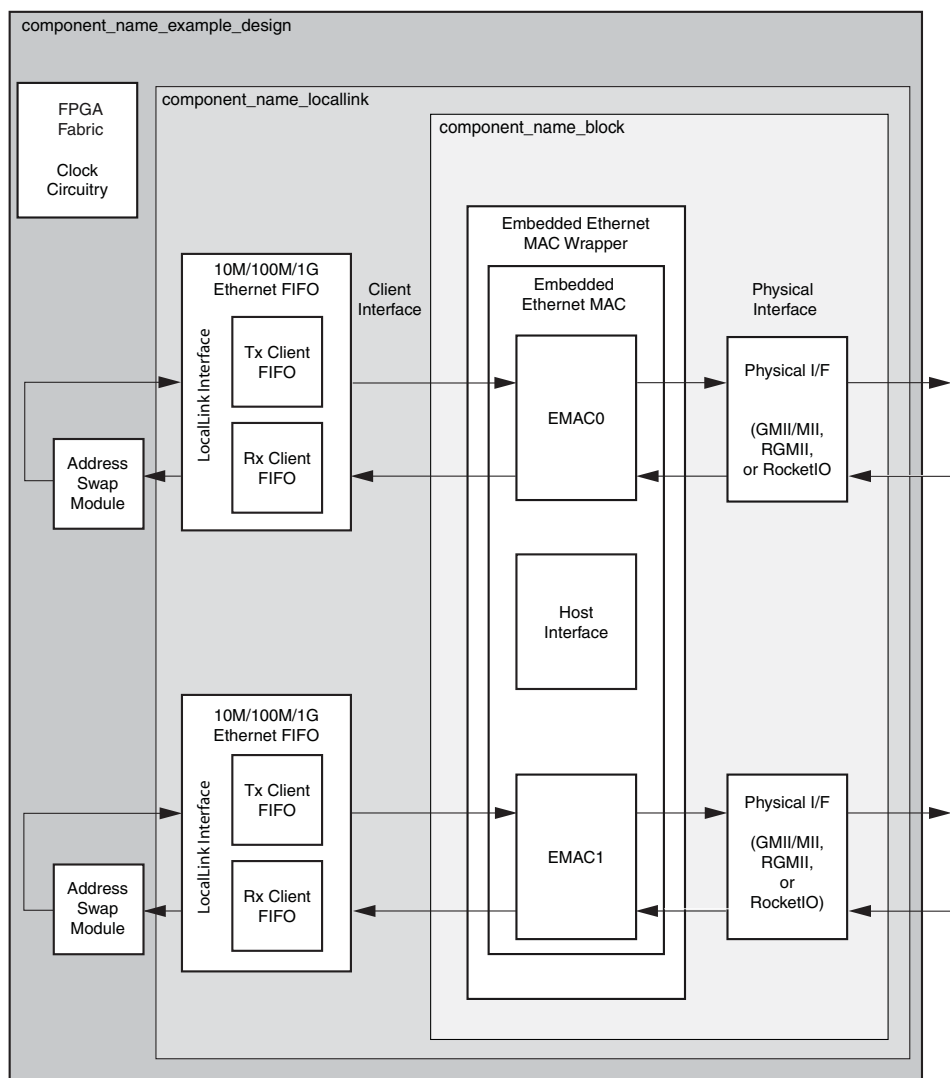 component_name_example_design
FPGA
Fabric
Clock
Circuitry
component_name_locallink
component_name_block
Embedded Ethernet
MAC Wrapper
10M/100M/1G
Ethernet FIFO
Client
Interface
Embedded
Ethernet MAC
Physical
Interface
LocalLink Interface
Tx Client
FIFO
Rx Client
FIFO
EMAC0
Physical I/F
(GMII/MII,
RGMII,
or RocketIO
Address
Swap
Module
Host
Interface
10M/100M/1G
Ethernet FIFO
LocalLink Interface
Tx Client
FIFO
Rx Client
FIFO
EMAC1
Physical I/F
(GMII/MII,
RGMII,
or
RocketIO)
Address
Swap
Module